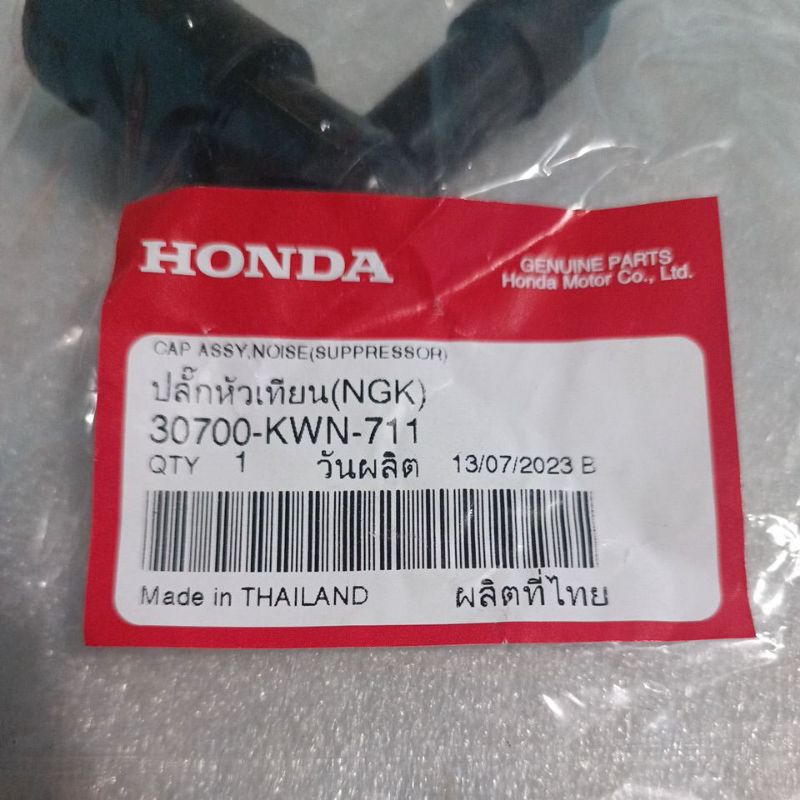 HONDA
GENUINE PARTS
Honda Motor Co., Ltd.
CAP ASSY,NOISE(SUPPRESSOR)
ปลั๊กหัวเทียน(NGK)
30700-KWN-711
QTY 1 วันผลิต 13/07/2023 B
Made in THAILAND ผลิตที่ไทย